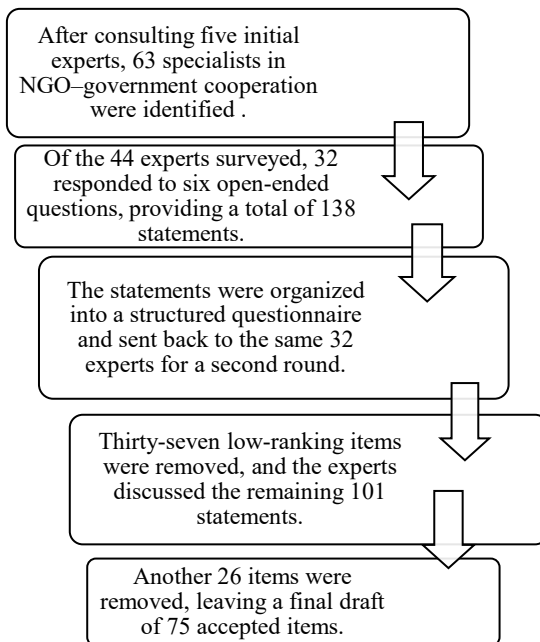 After consulting five initial
experts, 63 specialists in
NGO–government cooperation
were identified .
Of the 44 experts surveyed, 32
responded to six open-ended
questions, providing a total of 138
statements.
The statements were organized
into a structured questionnaire
and sent back to the same 32
experts for a second round.
Thirty-seven low-ranking items
were removed, and the experts
discussed the remaining 101
statements.
Another 26 items were
removed, leaving a final draft
of 75 accepted items.